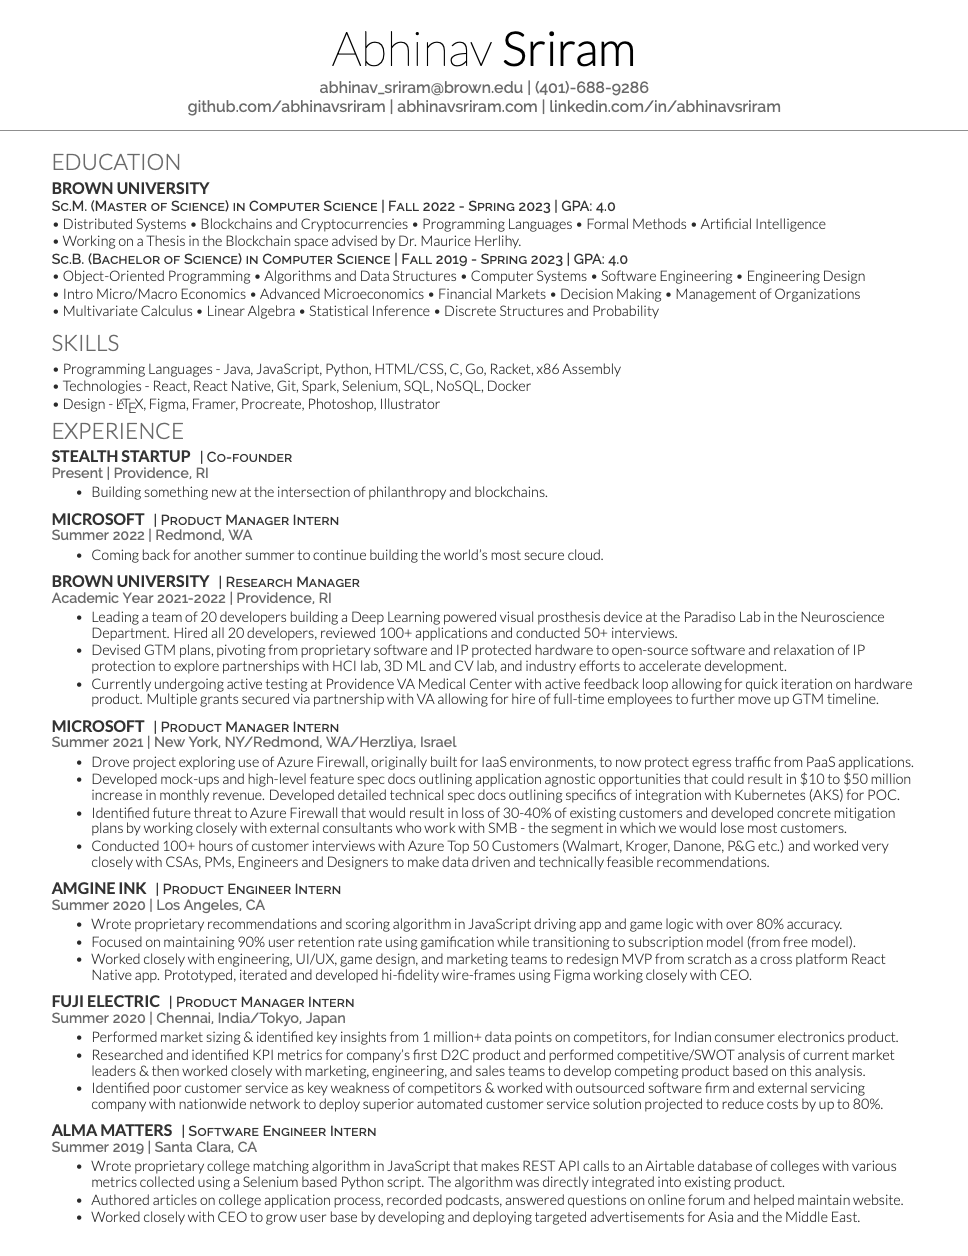 Abhinav Sriram
abhinav_sriram@brown.edu | (401)-688-9286
github.com/abhinavsriram | abhinavsriram.com | linkedin.com/in/abhinavsriram
EDUCATION
BROWN UNIVERSITY
Sc.M. (Master of Science) in Computer Science | Fall 2022 - Spring 2023 | GPA: 4.0
• Distributed Systems • Blockchains and Cryptocurrencies • Programming Languages • Formal Methods • Artificial Intelligence
• Working on a Thesis in the Blockchain space advised by Dr. Maurice Herlihy.
Sc.B. (Bachelor of Science) in Computer Science | Fall 2019 - Spring 2023 | GPA: 4.0
• Object-Oriented Programming • Algorithms and Data Structures • Computer Systems • Software Engineering • Engineering Design
• Intro Micro/Macro Economics • Advanced Microeconomics • Financial Markets • Decision Making • Management of Organizations
• Multivariate Calculus • Linear Algebra • Statistical Inference • Discrete Structures and Probability
SKILLS
• Programming Languages - Java, JavaScript, Python, HTML/CSS, C, Go, Racket, x86 Assembly
• Technologies - React, React Native, Git, Spark, Selenium, SQL, NoSQL, Docker
• Design - LATEX, Figma, Framer, Procreate, Photoshop, Illustrator
EXPERIENCE
STEALTH STARTUP | Co-founder
Present | Providence, RI
• Building something new at the intersection of philanthropy and blockchains.
MICROSOFT | Product Manager Intern
Summer 2022 | Redmond, WA
• Coming back for another summer to continue building the world's most secure cloud.
BROWN UNIVERSITY | Research Manager
Academic Year 2021-2022 | Providence, RI
• Leading a team of 20 developers building a Deep Learning powered visual prosthesis device at the Paradiso Lab in the Neuroscience
Department. Hired all 20 developers, reviewed 100+ applications and conducted 50+ interviews.
• Devised GTM plans, pivoting from proprietary software and IP protected hardware to open-source software and relaxation of IP
protection to explore partnerships with HCI lab, 3D ML and CV lab, and industry efforts to accelerate development.
• Currently undergoing active testing at Providence VA Medical Center with active feedback loop allowing for quick iteration on hardware
product. Multiple grants secured via partnership with VA allowing for hire of full-time employees to further move up GTM timeline.
MICROSOFT | Product Manager Intern
Summer 2021 | New York, NY/Redmond, WA/Herzliya, Israel
• Drove project exploring use of Azure Firewall, originally built for IaaS environments, to now protect egress traffic from PaaS applications.
• Developed mock-ups and high-level feature spec docs outlining application agnostic opportunities that could result in $10 to $50 million
increase in monthly revenue. Developed detailed technical spec docs outlining specifics of integration with Kubernetes (AKS) for POC.
• Identified future threat to Azure Firewall that would result in loss of 30-40% of existing customers and developed concrete mitigation
plans by working closely with external consultants who work with SMB - the segment in which we would lose most customers.
• Conducted 100+ hours of customer interviews with Azure Top 50 Customers (Walmart, Kroger, Danone, P&G etc.) and worked very
closely with CSAs, PMs, Engineers and Designers to make data driven and technically feasible recommendations.
AMGINE INK | Product Engineer Intern
Summer 2020 | Los Angeles, CA
• Wrote proprietary recommendations and scoring algorithm in JavaScript driving app and game logic with over 80% accuracy.
• Focused on maintaining 90% user retention rate using gamification while transitioning to subscription model (from free model).
• Worked closely with engineering, UI/UX, game design, and marketing teams to redesign MVP from scratch as a cross platform React
Native app. Prototyped, iterated and developed hi-fidelity wire-frames using Figma working closely with CEO.
FUJI ELECTRIC | Product Manager Intern
Summer 2020 | Chennai, India/Tokyo, Japan
• Performed market sizing & identified key insights from 1 million+ data points on competitors, for Indian consumer electronics product.
• Researched and identified KPI metrics for company's first D2C product and performed competitive/SWOT analysis of current market
leaders & then worked closely with marketing, engineering, and sales teams to develop competing product based on this analysis.
• Identified poor customer service as key weakness of competitors & worked with outsourced software firm and external servicing
company with nationwide network to deploy superior automated customer service solution projected to reduce costs by up to 80%.
ALMA MATTERS | Software Engineer Intern
Summer 2019 | Santa Clara, CA
• Wrote proprietary college matching algorithm in JavaScript that makes REST API calls to an Airtable database of colleges with various
metrics collected using a Selenium based Python script. The algorithm was directly integrated into existing product.
• Authored articles on college application process, recorded podcasts, answered questions on online forum and helped maintain website.
• Worked closely with CEO to grow user base by developing and deploying targeted advertisements for Asia and the Middle East.